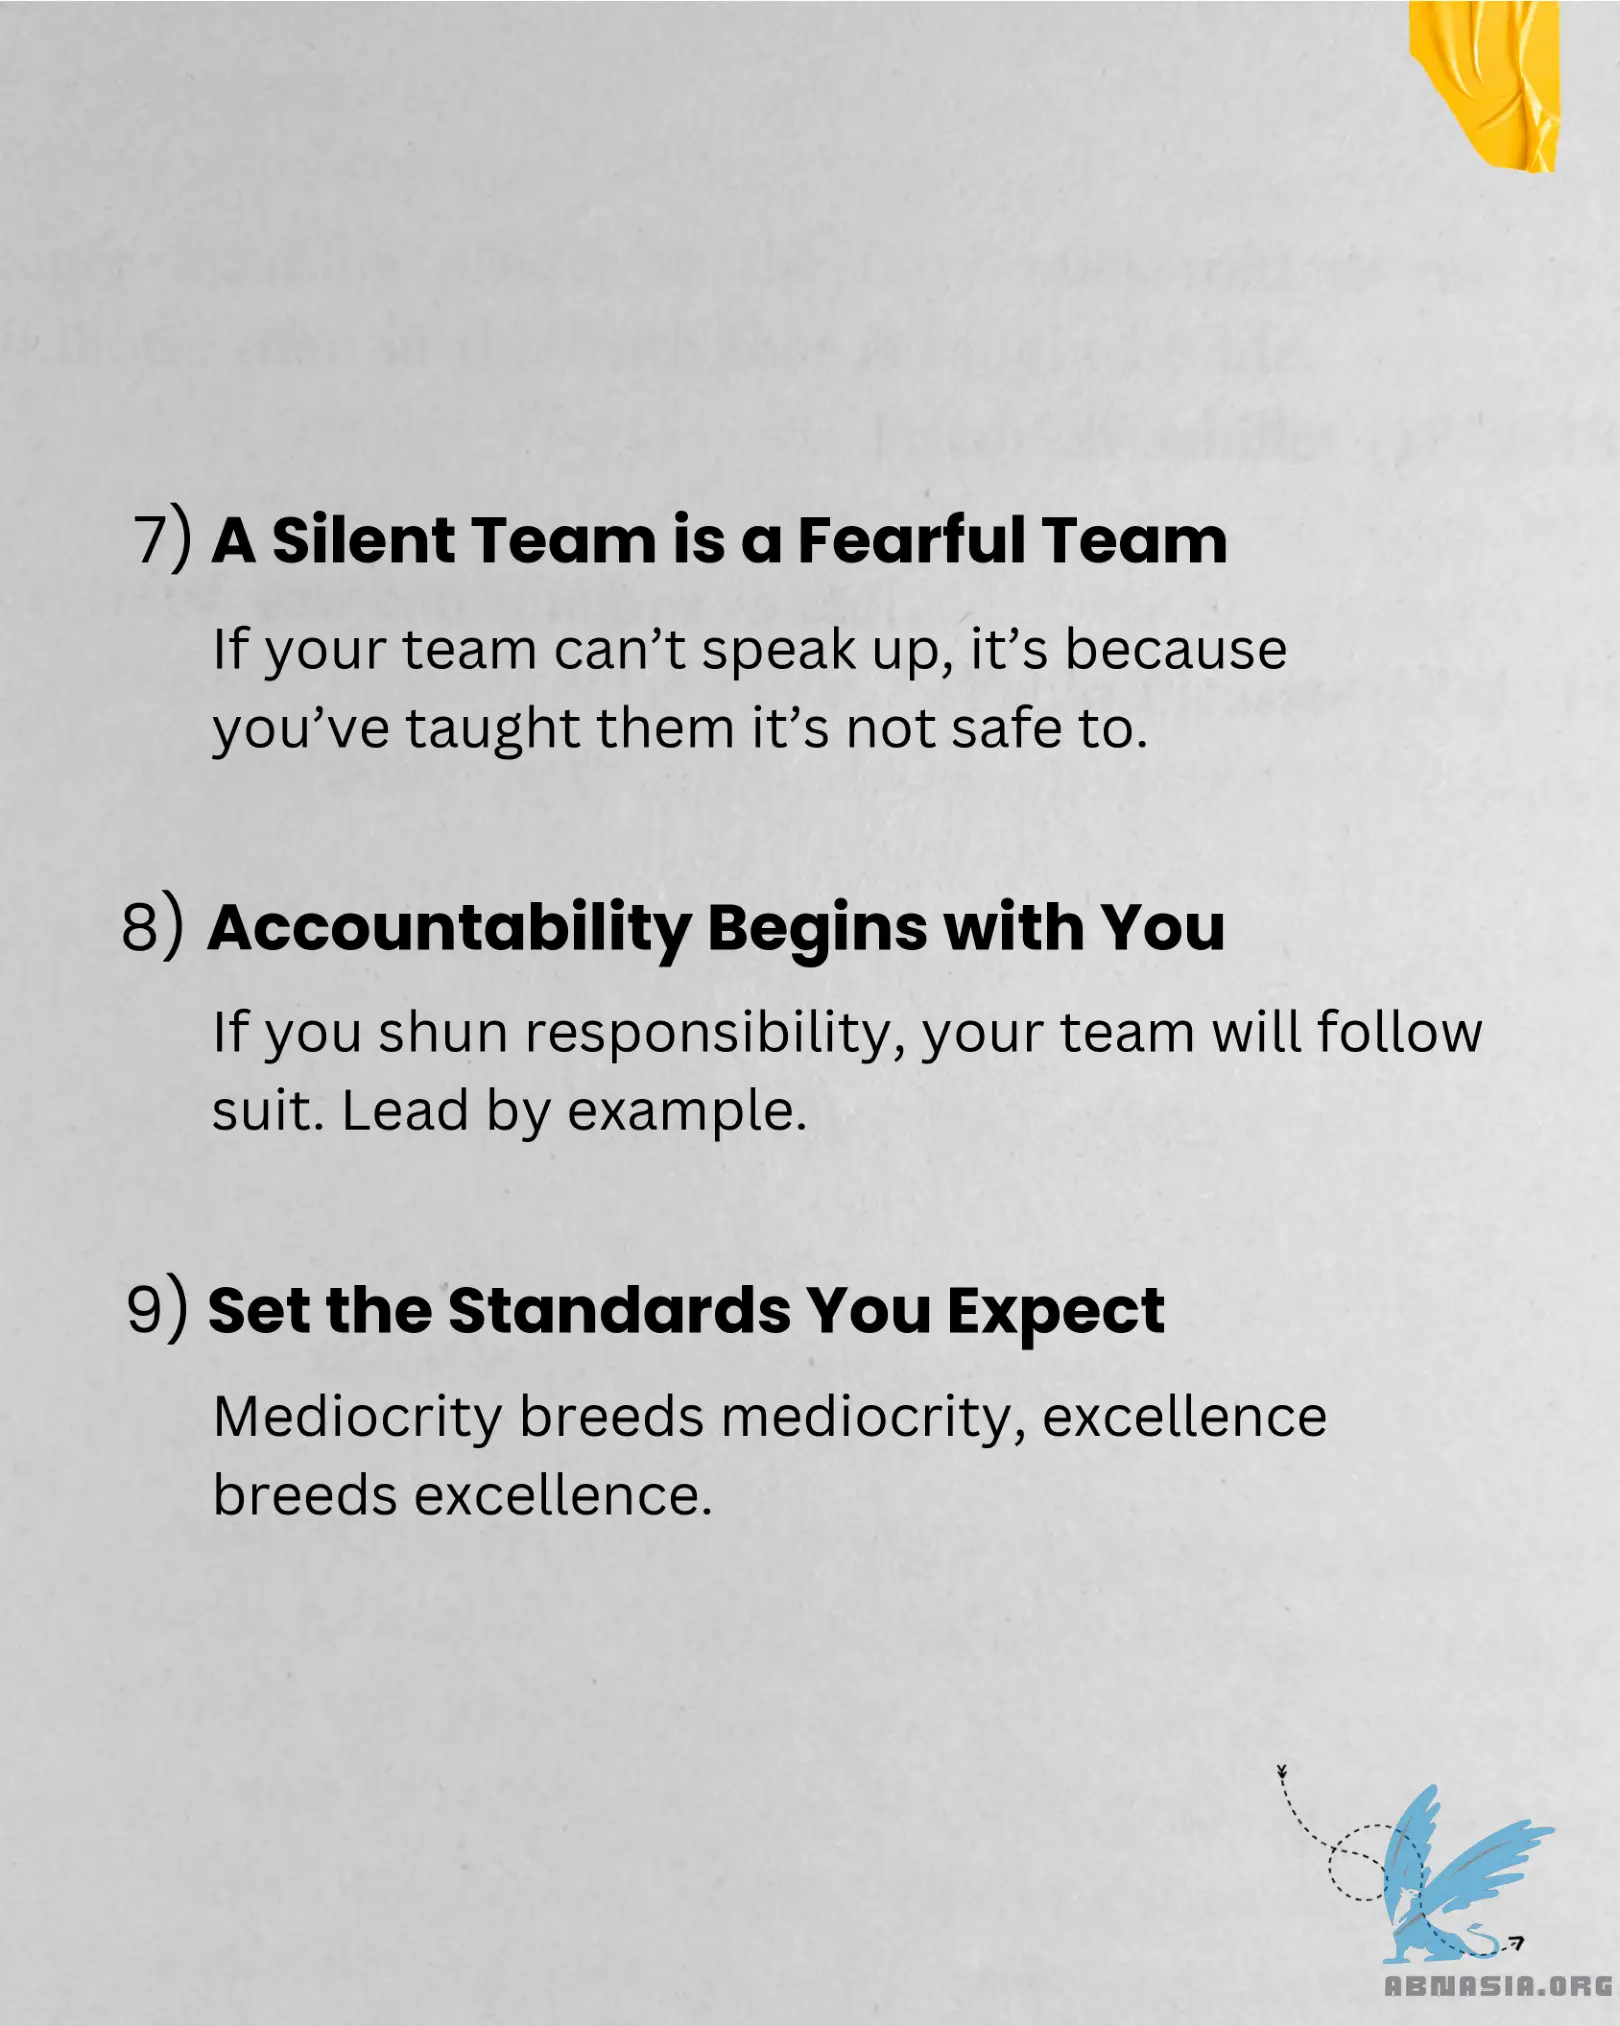 7) A Silent Team is a Fearful Team
If your team can’t speak up, it’s because
you’ve taught them it’s not safe to.
8) Accountability Begins with You
If you shun responsibility, your team will follow
suit. Lead by example.
9) Set the Standards You Expect
Mediocrity breeds mediocrity, excellence
breeds excellence.
ABNASIA.ORG